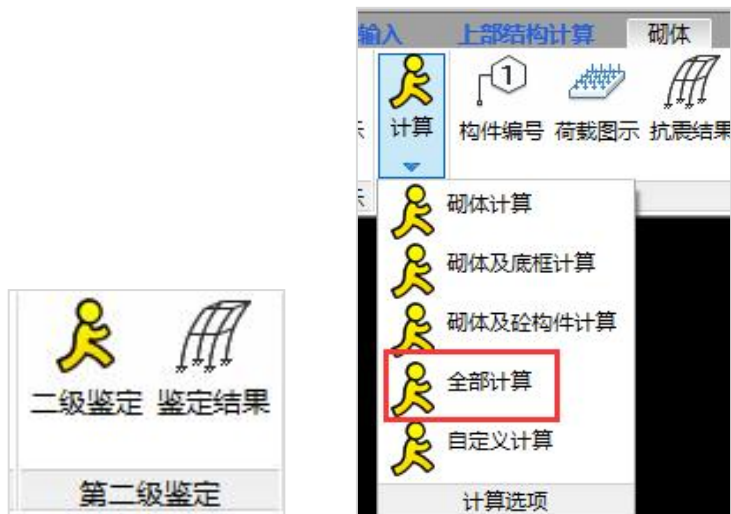 二级鉴定 鉴定结果
第二级鉴定
输入 上部结构计算 砌体
计算 构件编号 荷载图示 抗震结果
1
砌体计算
砌体及底框计算
砌体及砼构件计算
全部计算
自定义计算
计算选项